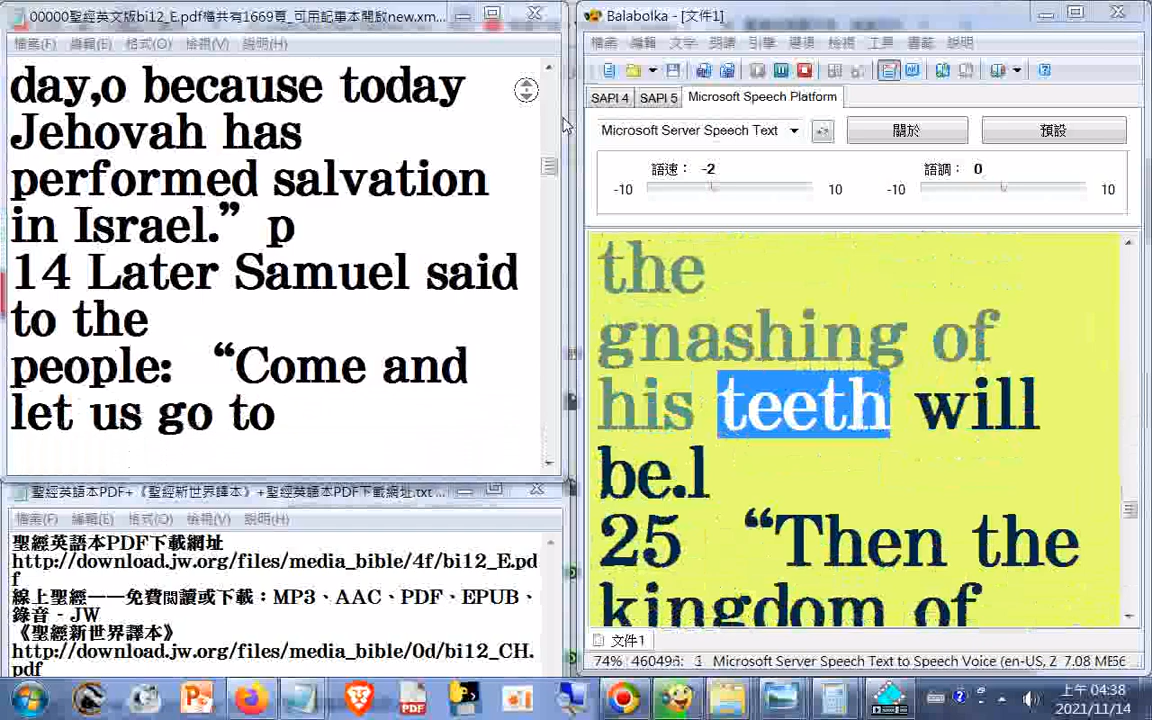 00000聖經英文版bi12_E.pdf檔共有1669頁_可用記事本開啟new.xm...
檔案(F) 編輯(E) 格式(O) 檢視(V) 說明(H)
day,o because today
Jehovah has
performed salvation
in Israel.” p
14 Later Samuel said
to the
people: “Come and
let us go to
聖經英語本PDF+《聖經新世界譯本》+聖經英語本PDF下載網址.txt ...
檔案(F) 編輯(E) 格式(O) 檢視(V) 說明(H)
聖經英語本PDF下載網址
http://download.jw.org/files/media_bible/4f/bi12_E.pd
f
線上聖經——免費閱讀或下載：MP3、AAC、PDF、EPUB、
錄音 - JW
《聖經新世界譯本》
http://download.jw.org/files/media_bible/0d/bi12_CH.
pdf
Balabolka - [文件1]
檔案 編輯 文字 朗讀 引擎 選項 檢視 工具 書籤 說明
SAPI 4 SAPI 5 Microsoft Speech Platform
Microsoft Server Speech Text 關於 預設
語速： -2 語調： 0
-10 10 -10 10
the
gnashing of
his teeth will
be.l
25 “Then the
kingdom of
文件1
74% Microsoft Server Speech Text to Speech Voice (en-US, Z 7.08 ME
PDF
上午 04:38
2021/11/14